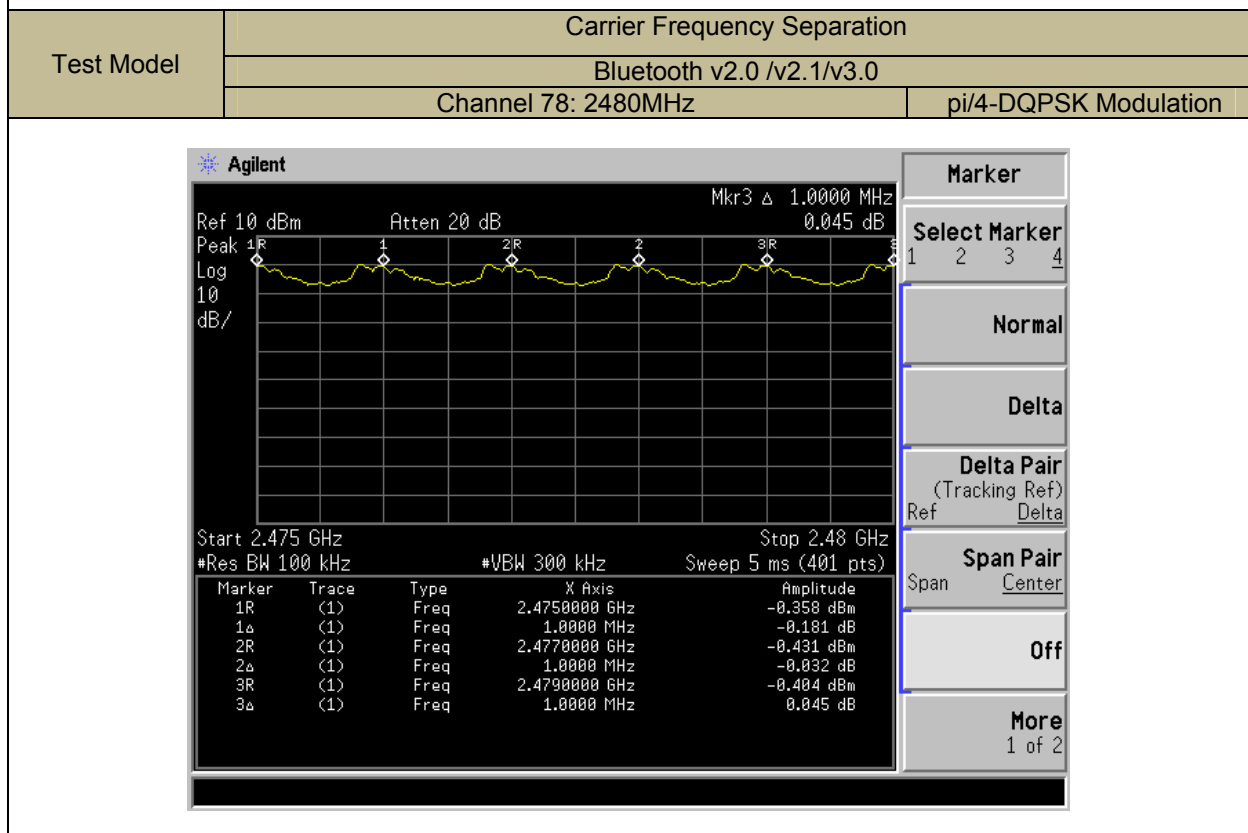 Test Model
Carrier Frequency Separation
Bluetooth v2.0 /v2.1/v3.0
Channel 78: 2480MHz pi/4-DQPSK Modulation
Agilent
Mkr3 Δ 1.0000 MHz
Ref 10 dBm Atten 20 dB 0.045 dB
Peak
Log
10
dB/
1R 1 2R 2 3R 3
Start 2.475 GHz Stop 2.48 GHz
#Res BW 100 kHz #VBW 300 kHz Sweep 5 ms (401 pts)
Marker Trace Type X Axis Amplitude
1R (1) Freq 2.4750000 GHz -0.358 dBm
1Δ (1) Freq 1.0000 MHz -0.181 dB
2R (1) Freq 2.4770000 GHz -0.431 dBm
2Δ (1) Freq 1.0000 MHz -0.032 dB
3R (1) Freq 2.4790000 GHz -0.404 dBm
3Δ (1) Freq 1.0000 MHz 0.045 dB
Marker
Select Marker
1 2 3 4
Normal
Delta
Delta Pair
(Tracking Ref)
Ref Delta
Span Pair
Span Center
Off
More
1 of 2